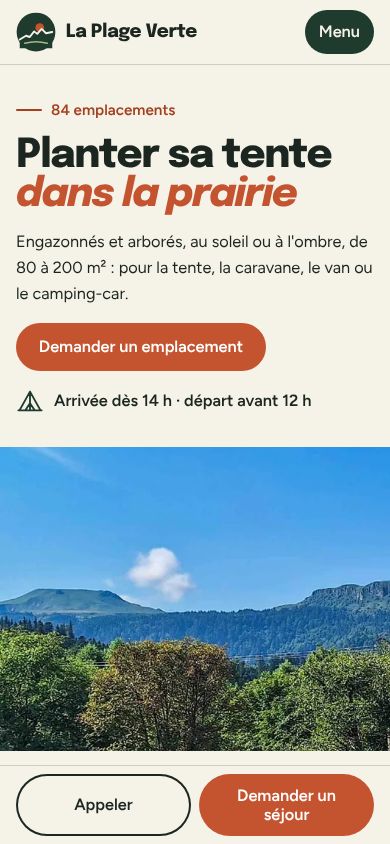 La Plage Verte
Menu
84 emplacements
Planter sa tente
dans la prairie
Engazonnés et arborés, au soleil ou à l'ombre, de
80 à 200 m² : pour la tente, la caravane, le van ou
le camping-car.
Demander un emplacement
Arrivée dès 14 h · départ avant 12 h
Appeler
Demander un
séjour